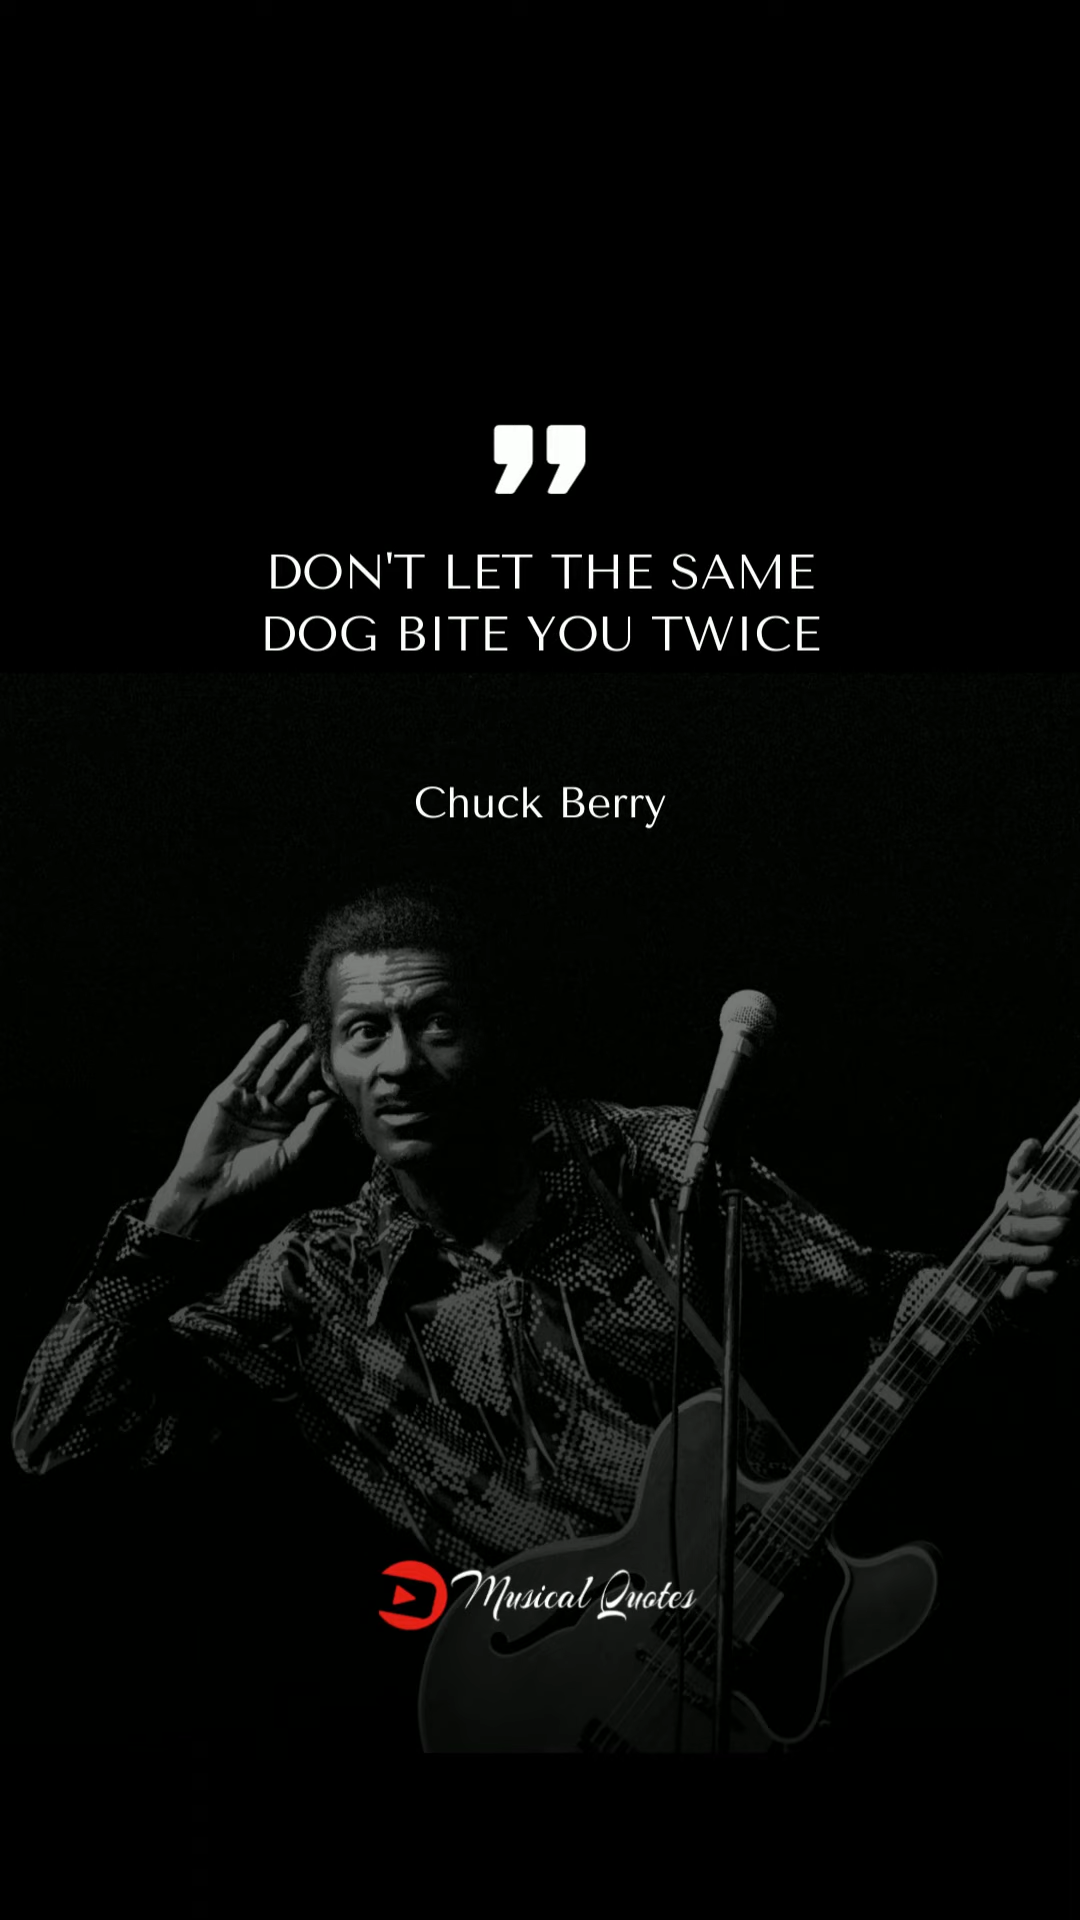 ”
DON'T LET THE SAME
DOG BITE YOU TWICE
Chuck Berry
Musical Quotes